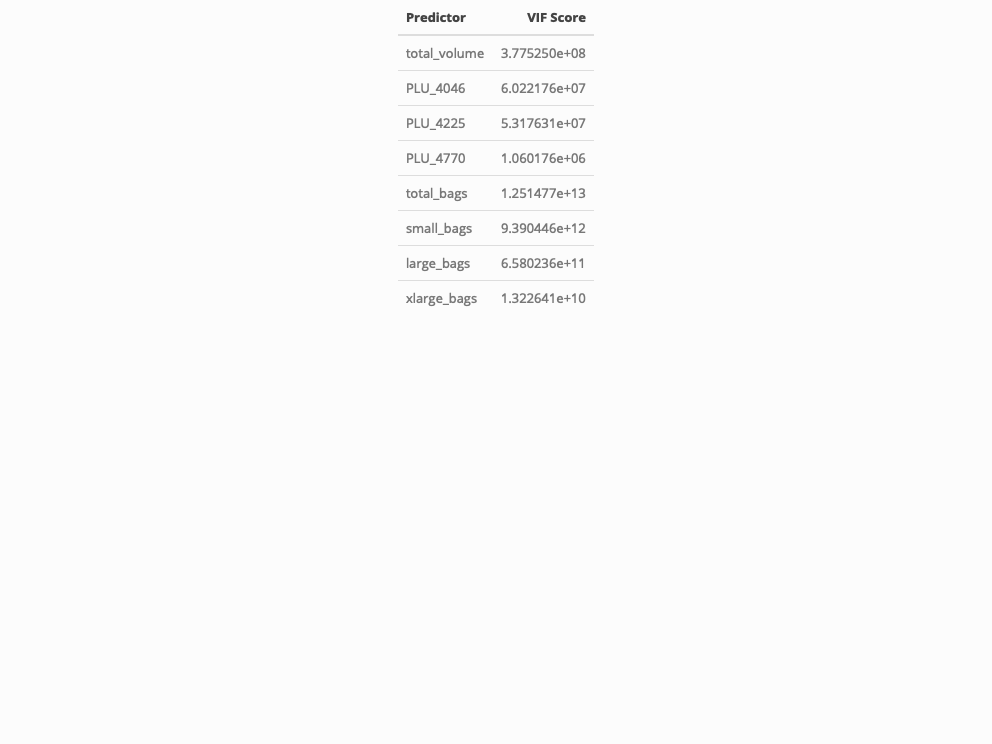 Predictor VIF Score
total_volume 3.775250e+08
PLU_4046 6.022176e+07
PLU_4225 5.317631e+07
PLU_4770 1.060176e+06
total_bags 1.251477e+13
small_bags 9.390446e+12
large_bags 6.580236e+11
xlarge_bags 1.322641e+10